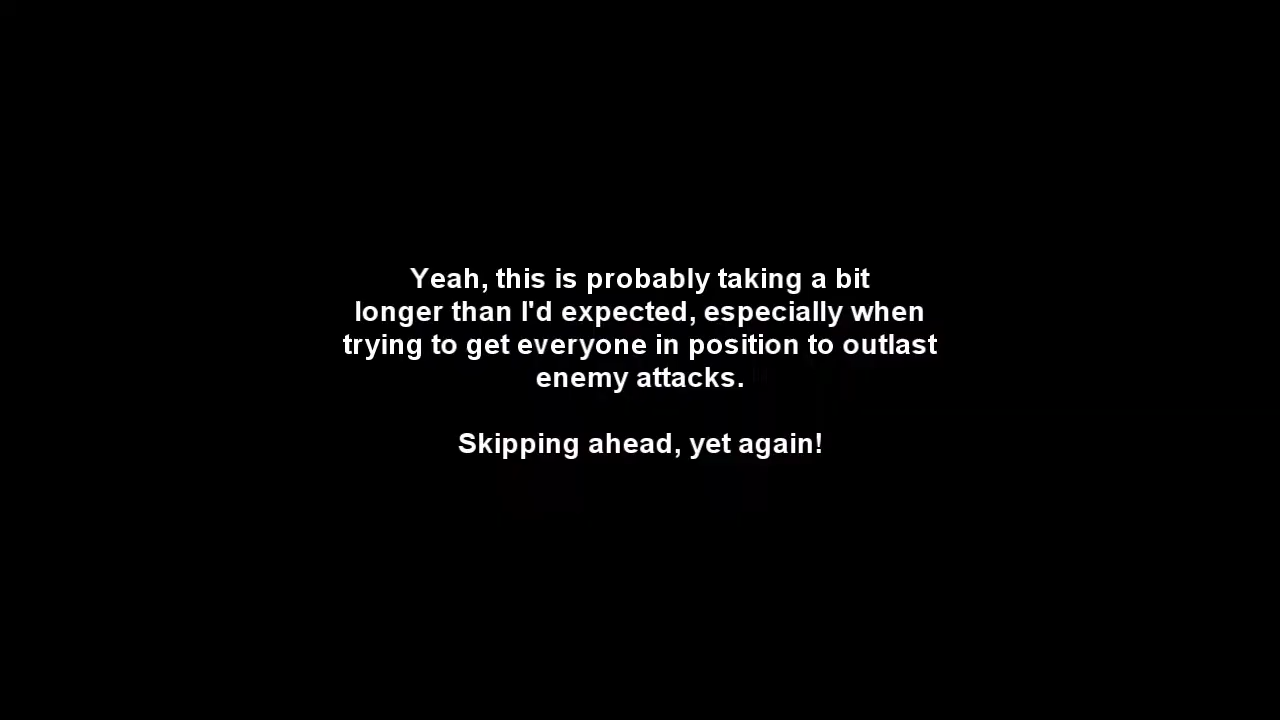 Yeah, this is probably taking a bit
longer than I'd expected, especially when
trying to get everyone in position to outlast
enemy attacks.
Skipping ahead, yet again!